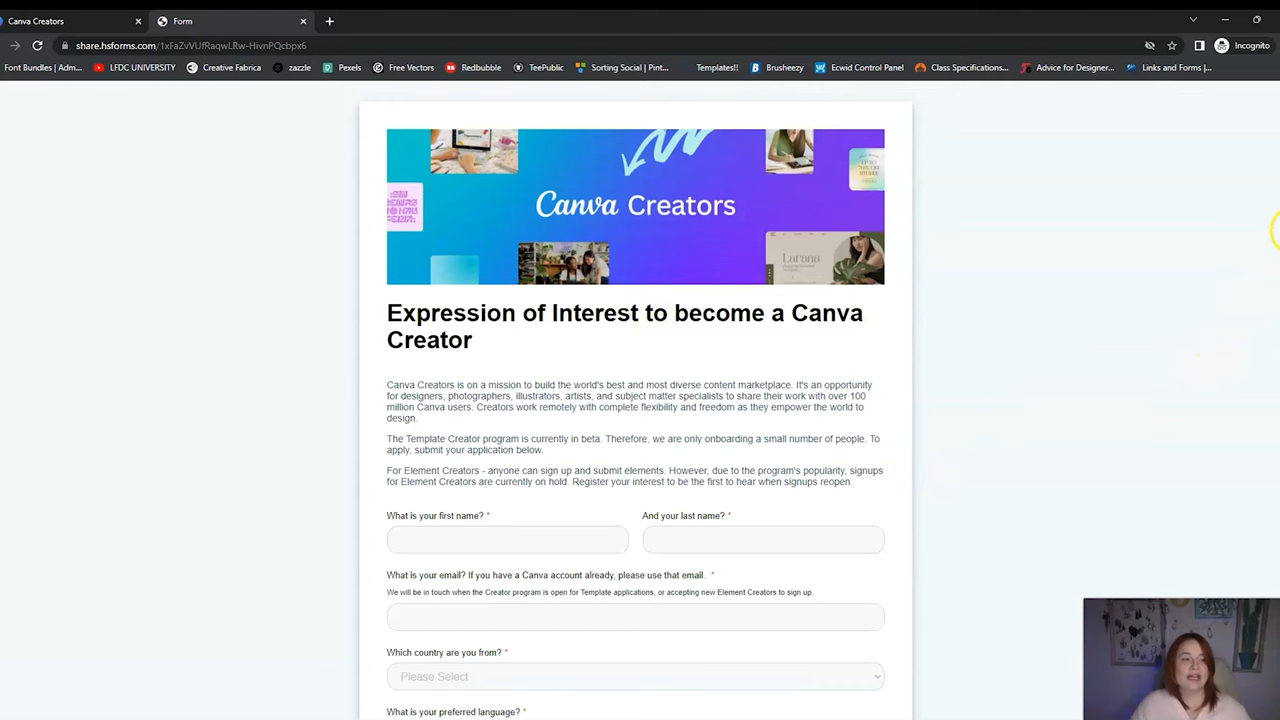 Canva Creators
Form
share.hsforms.com/1xFaZvVUfRaqwLRw-HivnPQcbpx6
Incognito
Font Bundles | Adm...
LFDC UNIVERSITY
Creative Fabrica
zazzle
Pexels
Free Vectors
Redbubble
TeePublic
Sorting Social | Pint...
Templates!!
Brusheezy
Ecwid Control Panel
Class Specifications...
Advice for Designer...
Links and Forms |...
Canva Creators
Larana
Expression of Interest to become a Canva
Creator
Canva Creators is on a mission to build the world's best and most diverse content marketplace. It's an opportunity
for designers, photographers, illustrators, artists, and subject matter specialists to share their work with over 100
million Canva users. Creators work remotely with complete flexibility and freedom as they empower the world to
design.
The Template Creator program is currently in beta. Therefore, we are only onboarding a small number of people. To
apply, submit your application below.
For Element Creators - anyone can sign up and submit elements. However, due to the program's popularity, signups
for Element Creators are currently on hold. Register your interest to be the first to hear when signups reopen.
What is your first name? *
And your last name? *
What is your email? If you have a Canva account already, please use that email. *
We will be in touch when the Creator program is open for Template applications, or accepting new Element Creators to sign up.
Which country are you from? *
Please Select
What is your preferred language? *